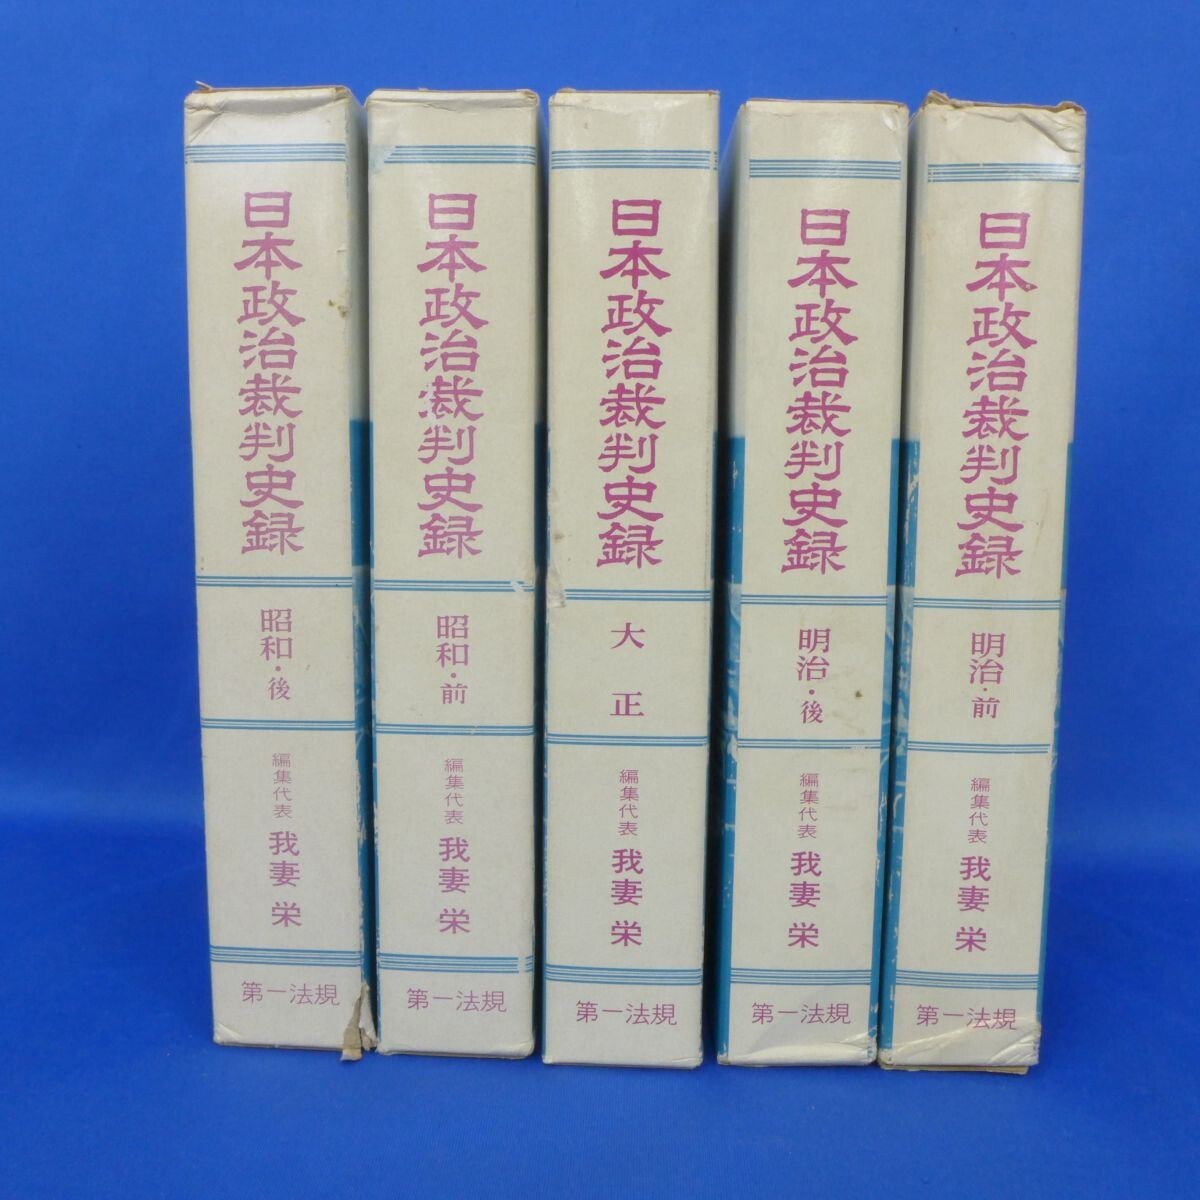 日本政治裁判史録
昭和・後
編集代表 我妻 栄
第一法規
日本政治裁判史録
昭和・前
編集代表 我妻 栄
第一法規
日本政治裁判史録
大 正
編集代表 我妻 栄
第一法規
日本政治裁判史録
明治・後
編集代表 我妻 栄
第一法規
日本政治裁判史録
明治・前
編集代表 我妻 栄
第一法規